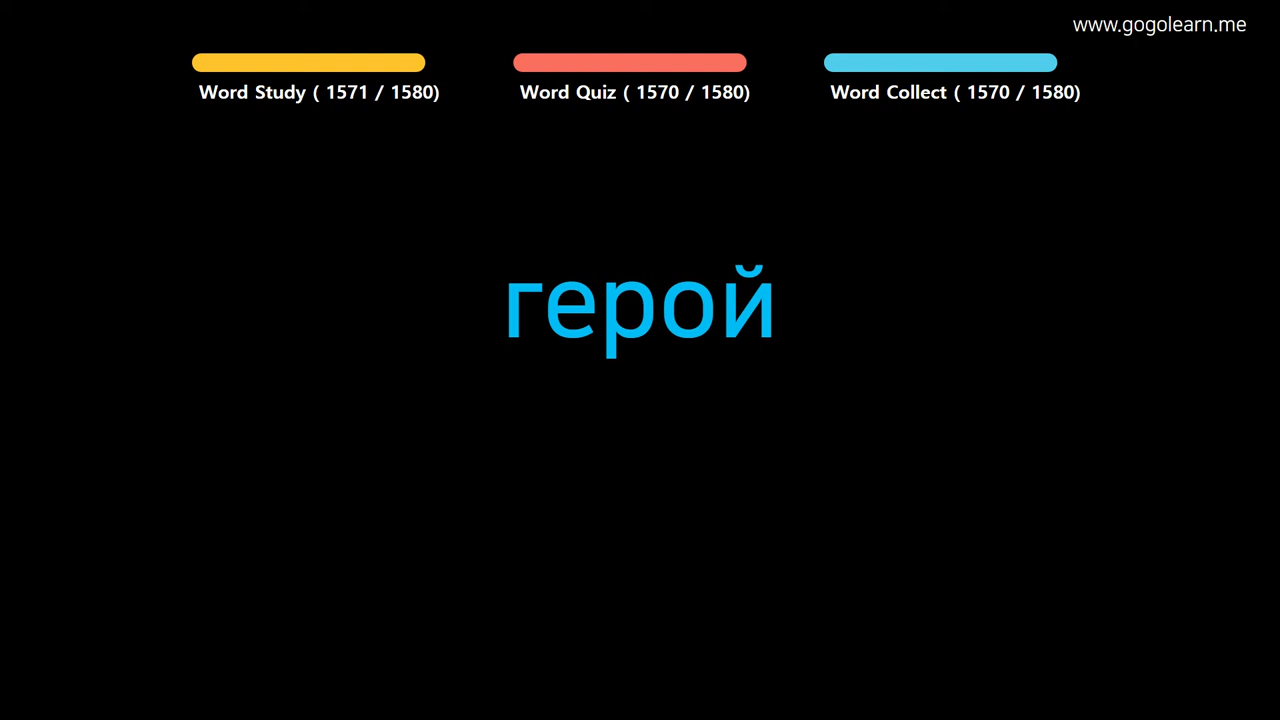 www.gogolearn.me
Word Study ( 1571 / 1580)
Word Quiz ( 1570 / 1580)
Word Collect ( 1570 / 1580)
герой